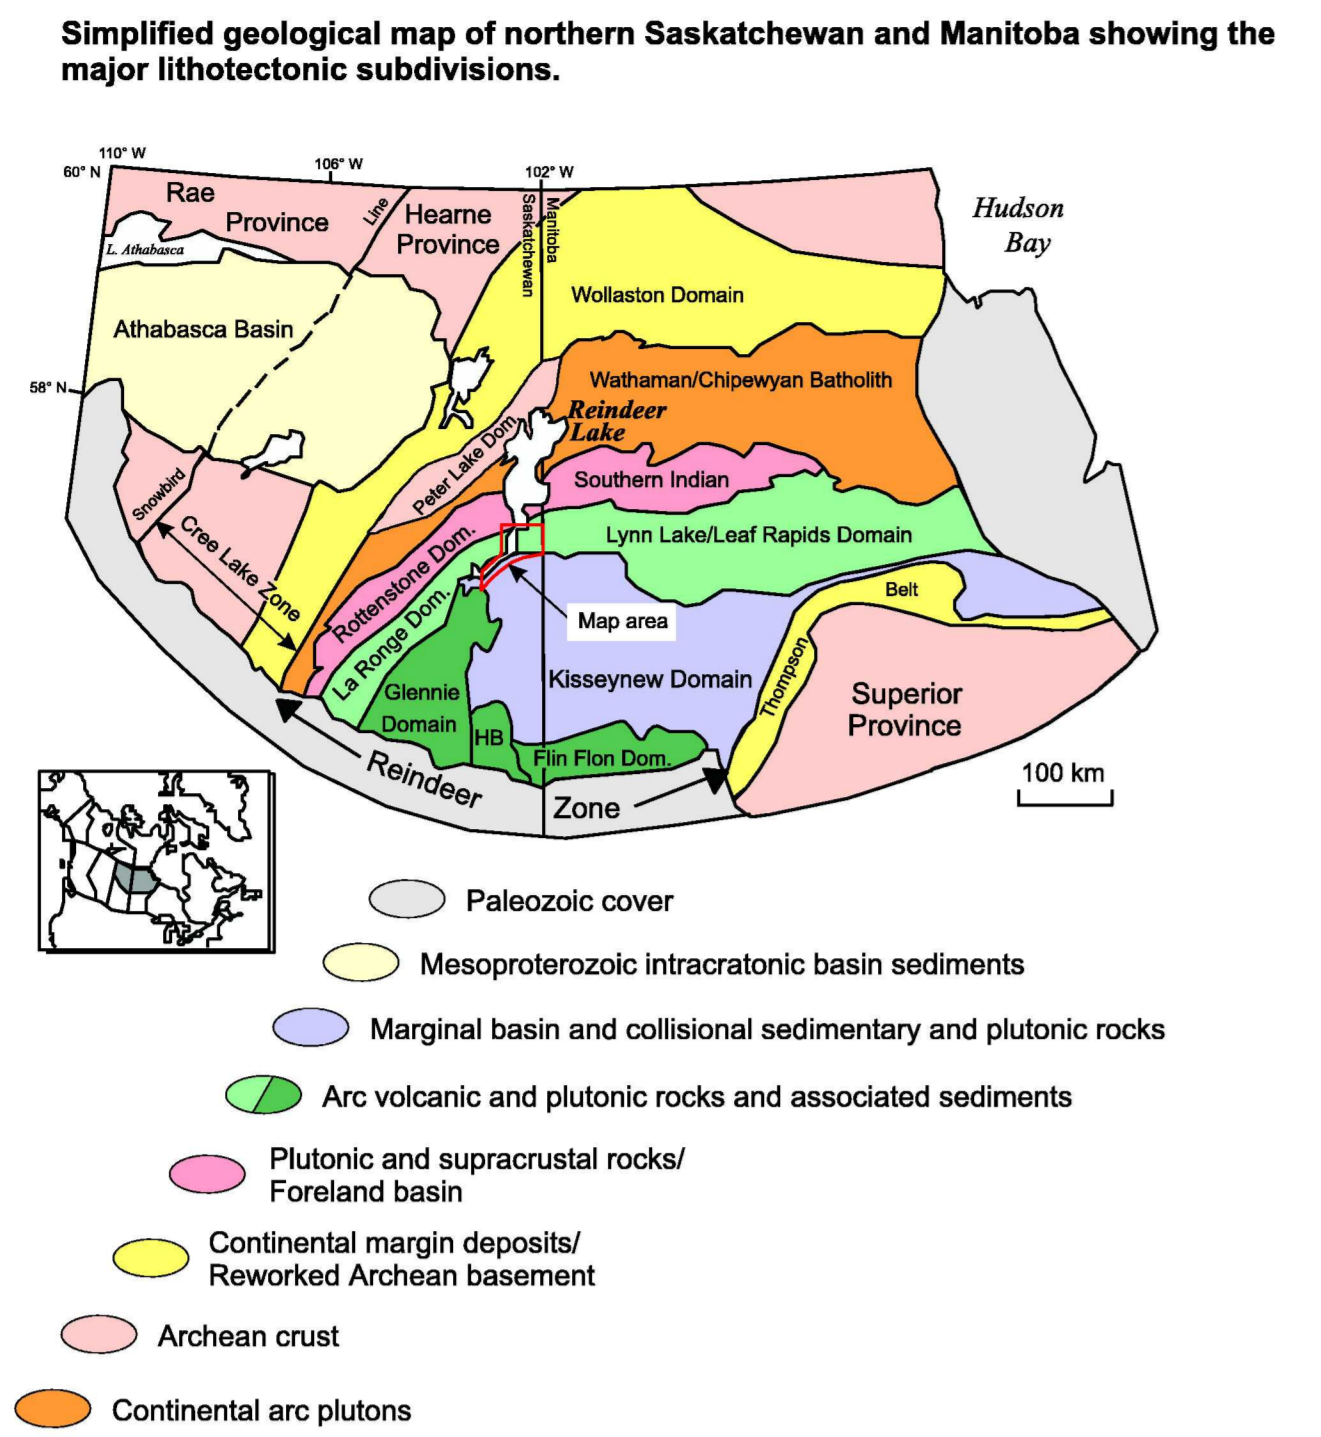 Simplified geological map of northern Saskatchewan and Manitoba showing the
major lithotectonic subdivisions.
110° W
60° N
106° W
102° W
Rae
Province
Line
Hearne
Province
Saskatchewan
Manitoba
Hudson
Bay
L. Athabasca
Wollaston Domain
Athabasca Basin
58° N
Wathaman/Chipewyan Batholith
Reindeer
Lake
Peter Lake Dom.
Southern Indian
Snowbird
Cree Lake Zone
Rottenstone Dom.
Lynn Lake/Leaf Rapids Domain
Belt
La Ronge Dom.
Map area
Thompson
Kisseynew Domain
Glennie
Domain
Superior
Province
HB
Flin Flon Dom.
Reindeer
Zone
100 km
Paleozoic cover
Mesoproterozoic intracratonic basin sediments
Marginal basin and collisional sedimentary and plutonic rocks
Arc volcanic and plutonic rocks and associated sediments
Plutonic and supracrustal rocks/
Foreland basin
Continental margin deposits/
Reworked Archean basement
Archean crust
Continental arc plutons